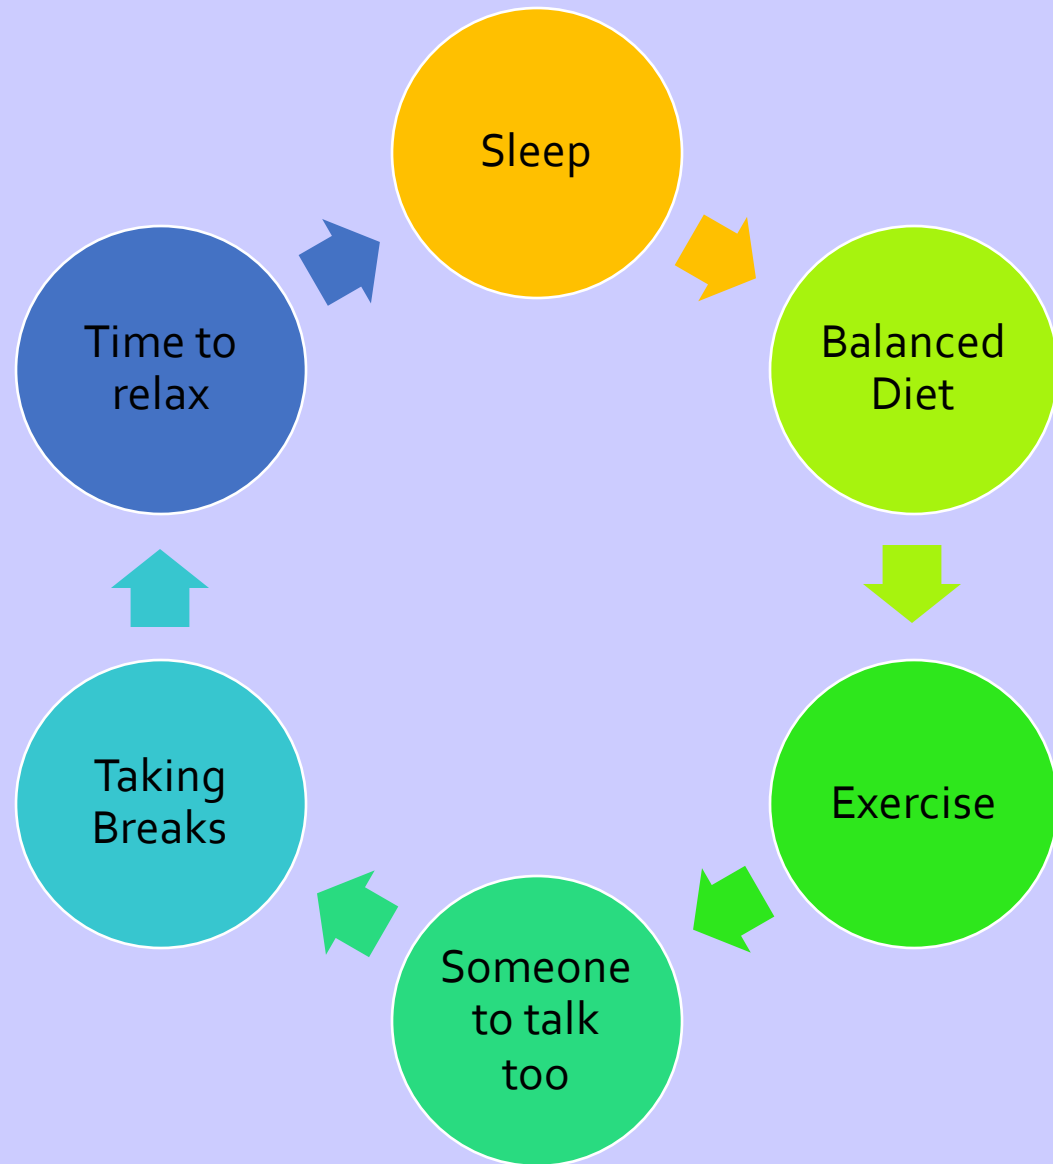 Sleep
Balanced
Diet
Exercise
Someone
to talk
too
Taking
Breaks
Time to
relax